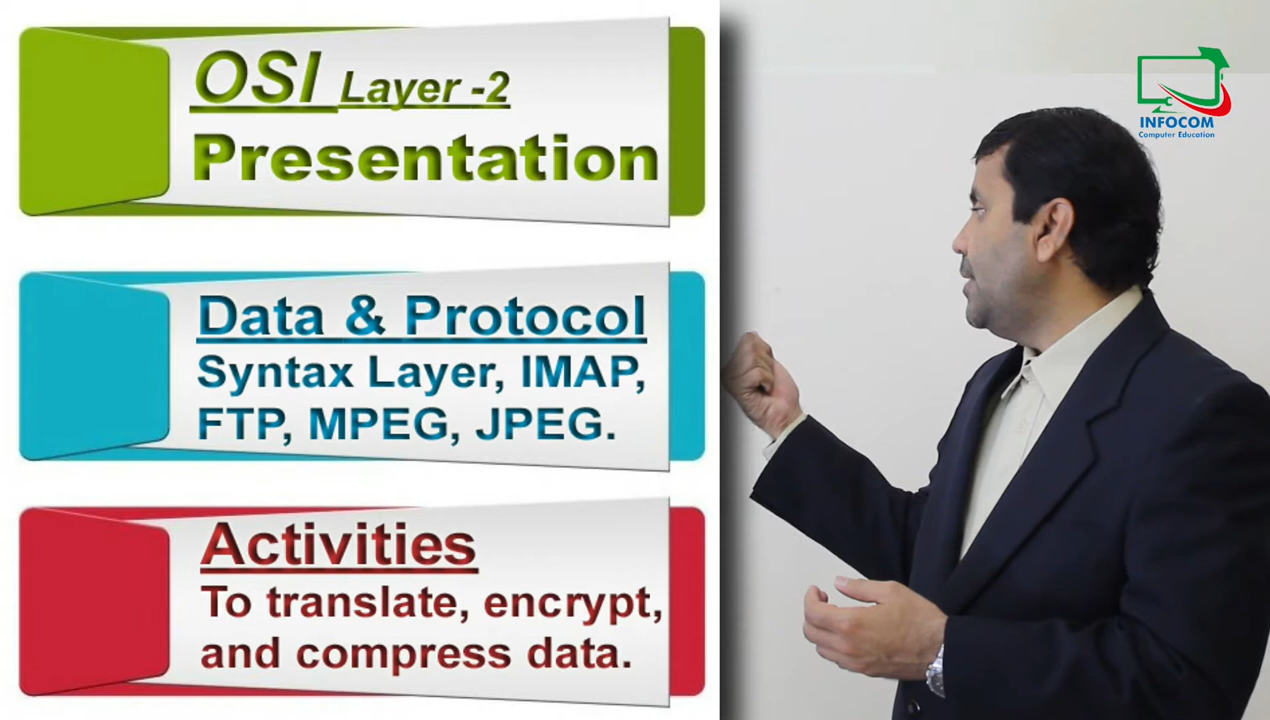 OSI Layer -2
Presentation
Data & Protocol
Syntax Layer, IMAP,
FTP, MPEG, JPEG.
Activities
To translate, encrypt,
and compress data.
INFOCOM
Computer Education